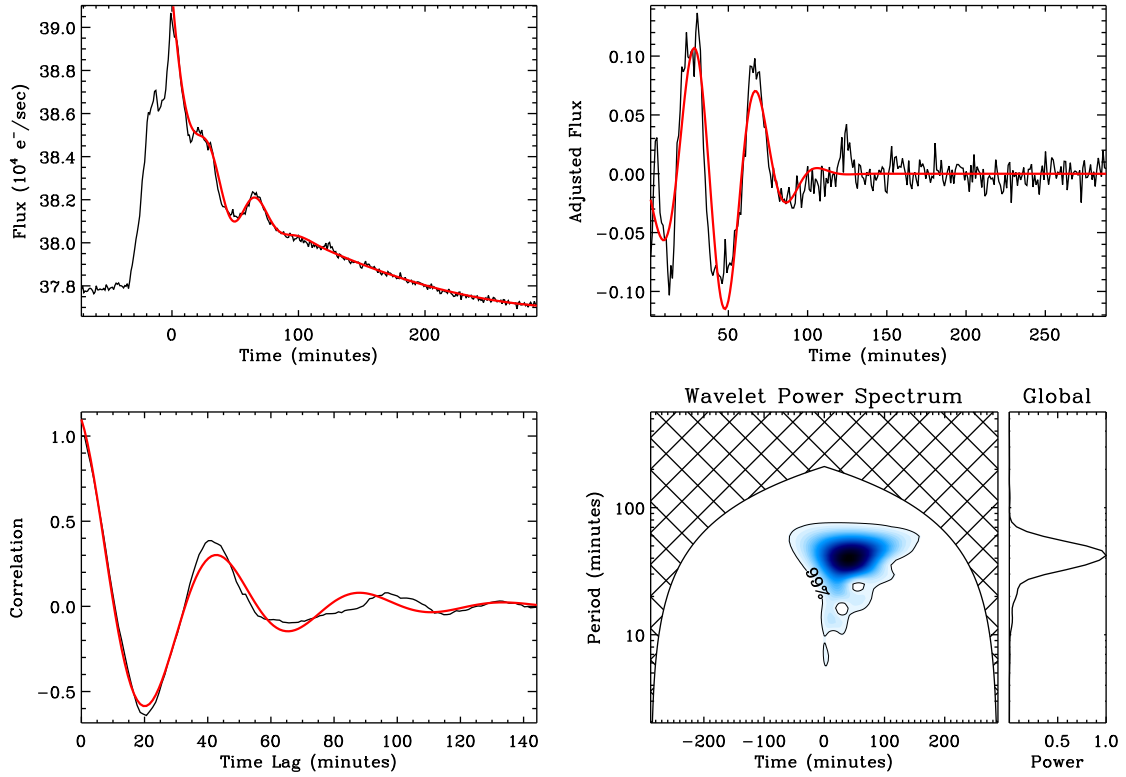 39.0
38.8
38.6
38.4
38.2
38.0
37.8
Flux (10⁴ e⁻/sec)
0 100 200
Time (minutes)
0.10
0.05
0.00
−0.05
−0.10
Adjusted Flux
50 100 150 200 250
Time (minutes)
1.0
0.5
0.0
−0.5
Correlation
0 20 40 60 80 100 120 140
Time Lag (minutes)
Wavelet Power Spectrum
100
10
Period (minutes)
99%
−200 −100 0 100 200
Time (minutes)
Global
0.5 1.0
Power